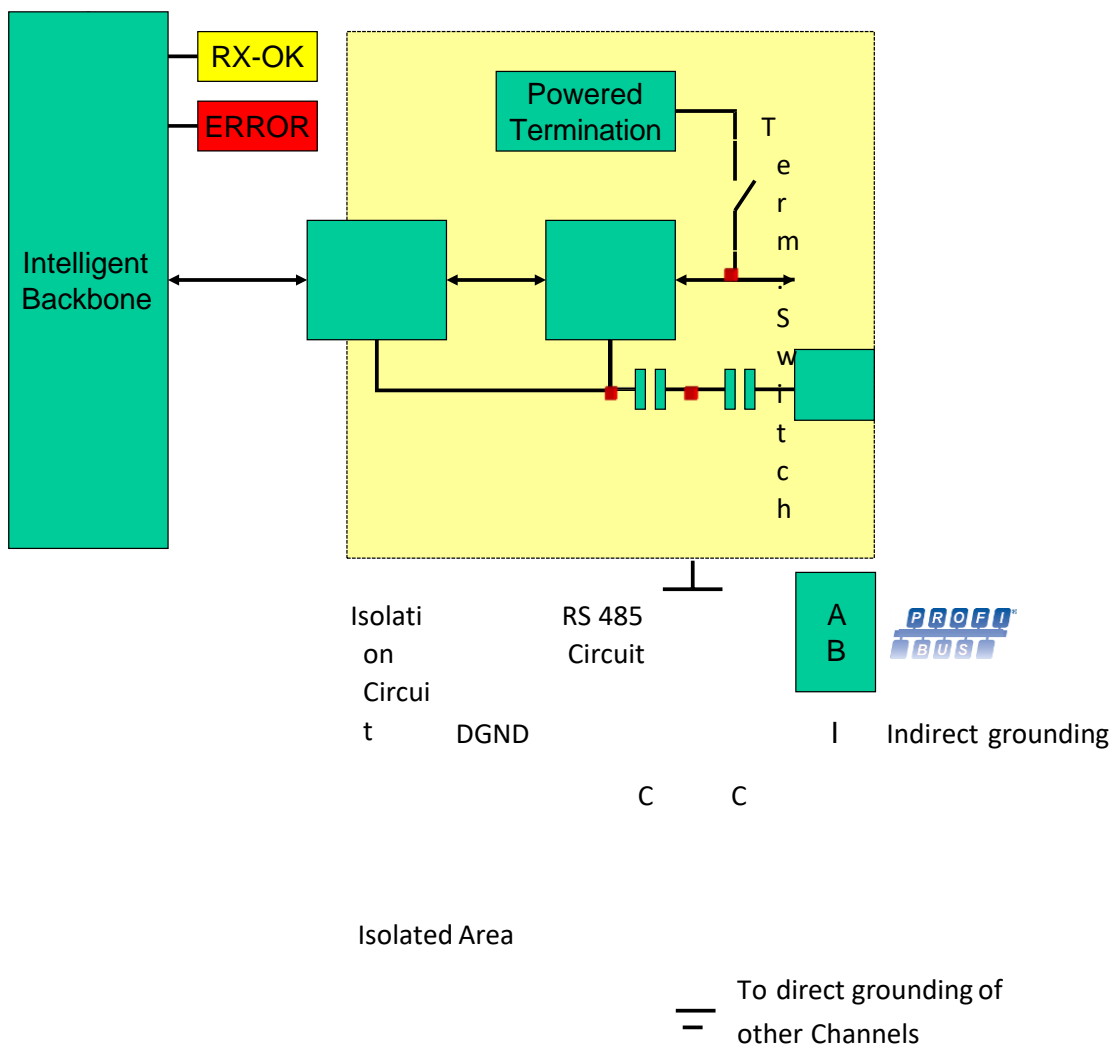 RX-OK
ERROR
Powered
Termination
Intelligent
Backbone
T
e
r
m
.
S
w
i
t
c
h
Isolati
on
Circui
t
RS 485
Circuit
A
B
PROFI
BUS
DGND
I
Indirect grounding
C C
Isolated Area
To direct grounding of
other Channels